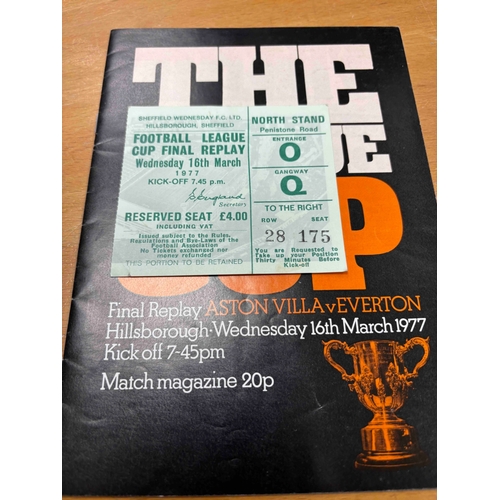 THE
SHEFFIELD WEDNESDAY F.C. LTD.
HILLSBOROUGH, SHEFFIELD
FOOTBALL LEAGUE
CUP FINAL REPLAY
Wednesday 16th March
1977
KICK-OFF 7.45 p.m.
Secretary
RESERVED SEAT £4.00
INCLUDING VAT
Issued subject to the Rules,
Regulations and Bye-Laws of the
Football Association
No Tickets exchanged nor
money refunded
THIS PORTION TO BE RETAINED
NORTH STAND
Penistone Road
ENTRANCE
O
GANGWAY
Q
TO THE RIGHT
ROW SEAT
28 175
You are Requested to
Take up your Position
Thirty Minutes Before
Kick-off
UE
UP
Final Replay ASTON VILLA v EVERTON
Hillsborough·Wednesday 16th March 1977
Kick off 7-45pm
Match magazine 20p